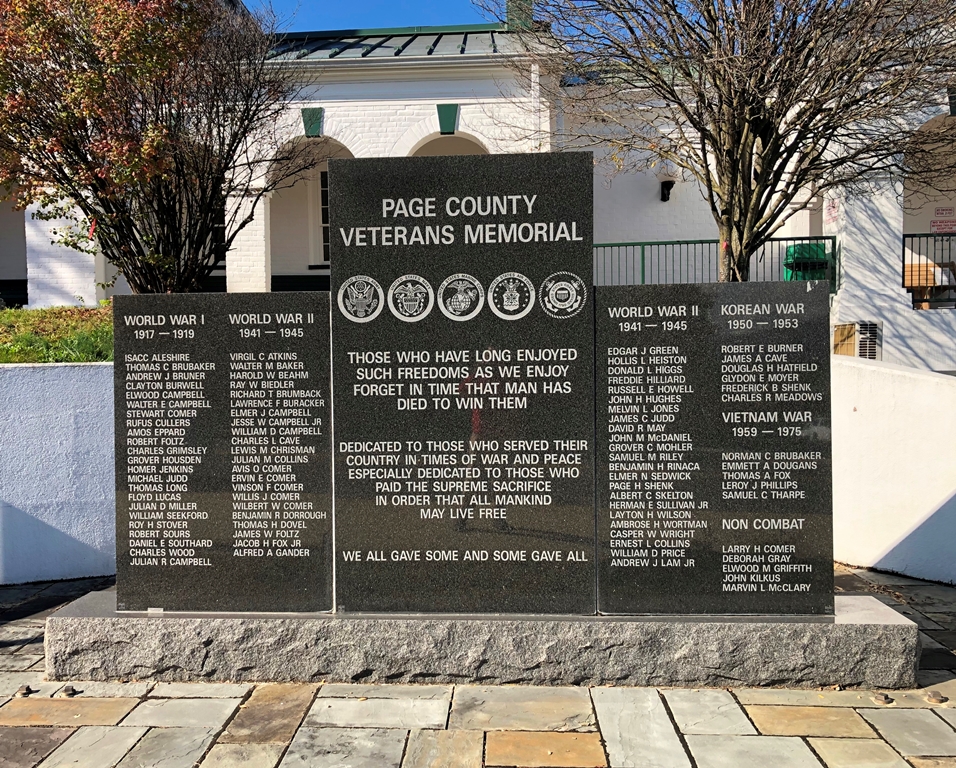 PAGE COUNTY
VETERANS MEMORIAL
WORLD WAR I
1917 — 1919
ISACC ALESHIRE
THOMAS C BRUBAKER
ANDREW J BRUNER
CLAYTON BURWELL
ELWOOD CAMPBELL
WALTER E CAMPBELL
STEWART COMER
RUFUS CULLERS
AMOS EPPARD
ROBERT FOLTZ
CHARLES GRIMSLEY
GROVER HOUSDEN
HOMER JENKINS
MICHAEL JUDD
THOMAS LONG
FLOYD LUCAS
JULIAN D MILLER
WILLIAM SEEKFORD
ROY H STOVER
ROBERT SOURS
DANIEL E SOUTHARD
CHARLES WOOD
JULIAN R CAMPBELL
WORLD WAR II
1941 — 1945
VIRGIL C ATKINS
WALTER M BAKER
HAROLD W BEAHM
RAY W BIEDLER
RICHARD T BRUMBACK
LAWRENCE F BURACKER
ELMER J CAMPBELL
JESSE W CAMPBELL JR
WILLIAM D CAMPBELL
CHARLES L CAVE
LEWIS M CHRISMAN
JULIAN M COLLINS
AVIS O COMER
ERVIN E COMER
VINSON F COMER
WILLIS J COMER
WILBERT W COMER
BENJAMIN R DORROUGH
THOMAS H DOVEL
JAMES W FOLTZ
JACOB H FOX JR
ALFRED A GANDER
THOSE WHO HAVE LONG ENJOYED
SUCH FREEDOMS AS WE ENJOY
FORGET IN TIME THAT MAN HAS
DIED TO WIN THEM
DEDICATED TO THOSE WHO SERVED THEIR
COUNTRY IN TIMES OF WAR AND PEACE
ESPECIALLY DEDICATED TO THOSE WHO
PAID THE SUPREME SACRIFICE
IN ORDER THAT ALL MANKIND
MAY LIVE FREE
WE ALL GAVE SOME AND SOME GAVE ALL
WORLD WAR II
1941 — 1945
EDGAR J GREEN
HOLLIS L HEISTON
DONALD L HIGGS
FREDDIE HILLIARD
RUSSELL E HOWELL
JOHN H HUGHES
MELVIN L JONES
JAMES C JUDD
DAVID R MAY
JOHN M McDANIEL
GROVER C MOHLER
SAMUEL M RILEY
BENJAMIN H RINACA
ELMER N SEDWICK
PAGE H SHENK
ALBERT C SKELTON
HERMAN E SULLIVAN JR
LAYTON H WILSON
AMBROSE H WORTMAN
CASPER W WRIGHT
ERNEST L COLLINS
WILLIAM D PRICE
ANDREW J LAM JR
KOREAN WAR
1950 — 1953
ROBERT E BURNER
JAMES A CAVE
DOUGLAS H HATFIELD
GLYDON E MOYER
FREDERICK B SHENK
CHARLES R MEADOWS
VIETNAM WAR
1959 — 1975
NORMAN C BRUBAKER
EMMETT A DOUGANS
THOMAS A FOX
LEROY J PHILLIPS
SAMUEL C THARPE
NON COMBAT
LARRY H COMER
DEBORAH GRAY
ELWOOD M GRIFFITH
JOHN KILKUS
MARVIN L McCLARY